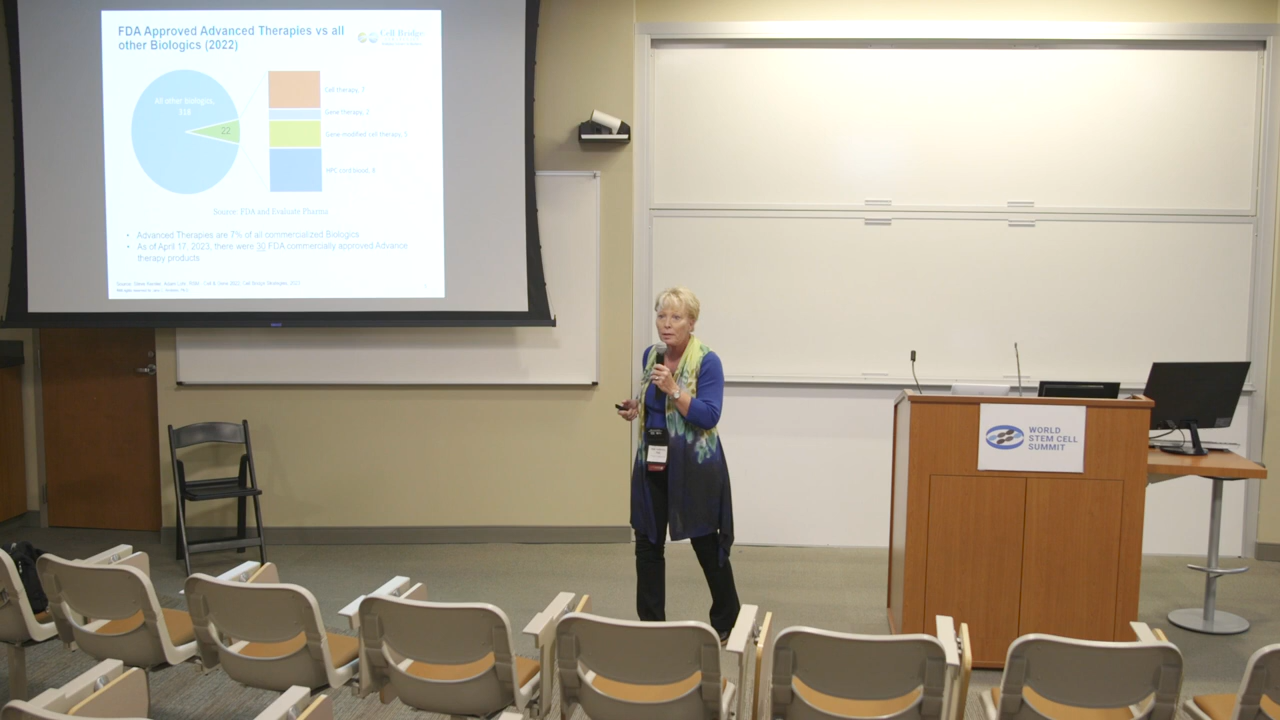 FDA Approved Advanced Therapies vs all
other Biologics (2022)
Cell Bridge
All other biologics,
318
22
Cell therapy, 7
Gene therapy, 2
Gene modified cell therapy, 5
HPC cord blood, 8
Source: FDA and Evaluate Pharma
• Advanced Therapies are 7% of all commercialized Biologics
• As of April 17, 2023, there were 30 FDA commercially approved Advance
therapy products
WORLD
STEM CELL
SUMMIT